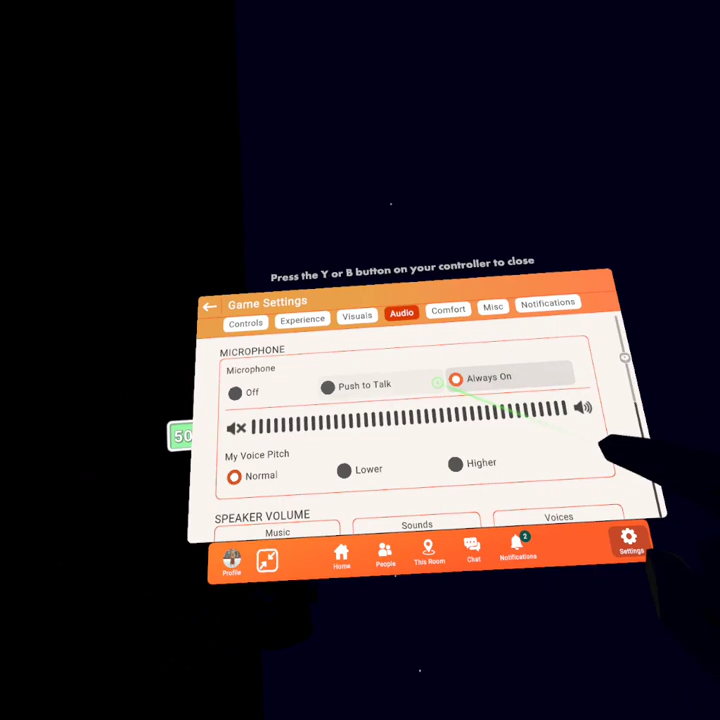 Press the Y or B button on your controller to close
Game Settings
Controls Experience Visuals Audio Comfort Misc Notifications
MICROPHONE
Microphone
Off Push to Talk Always On
50
My Voice Pitch
Normal Lower Higher
SPEAKER VOLUME
Music Sounds Voices
2
Profile Home People This Room Chat Notifications Settings